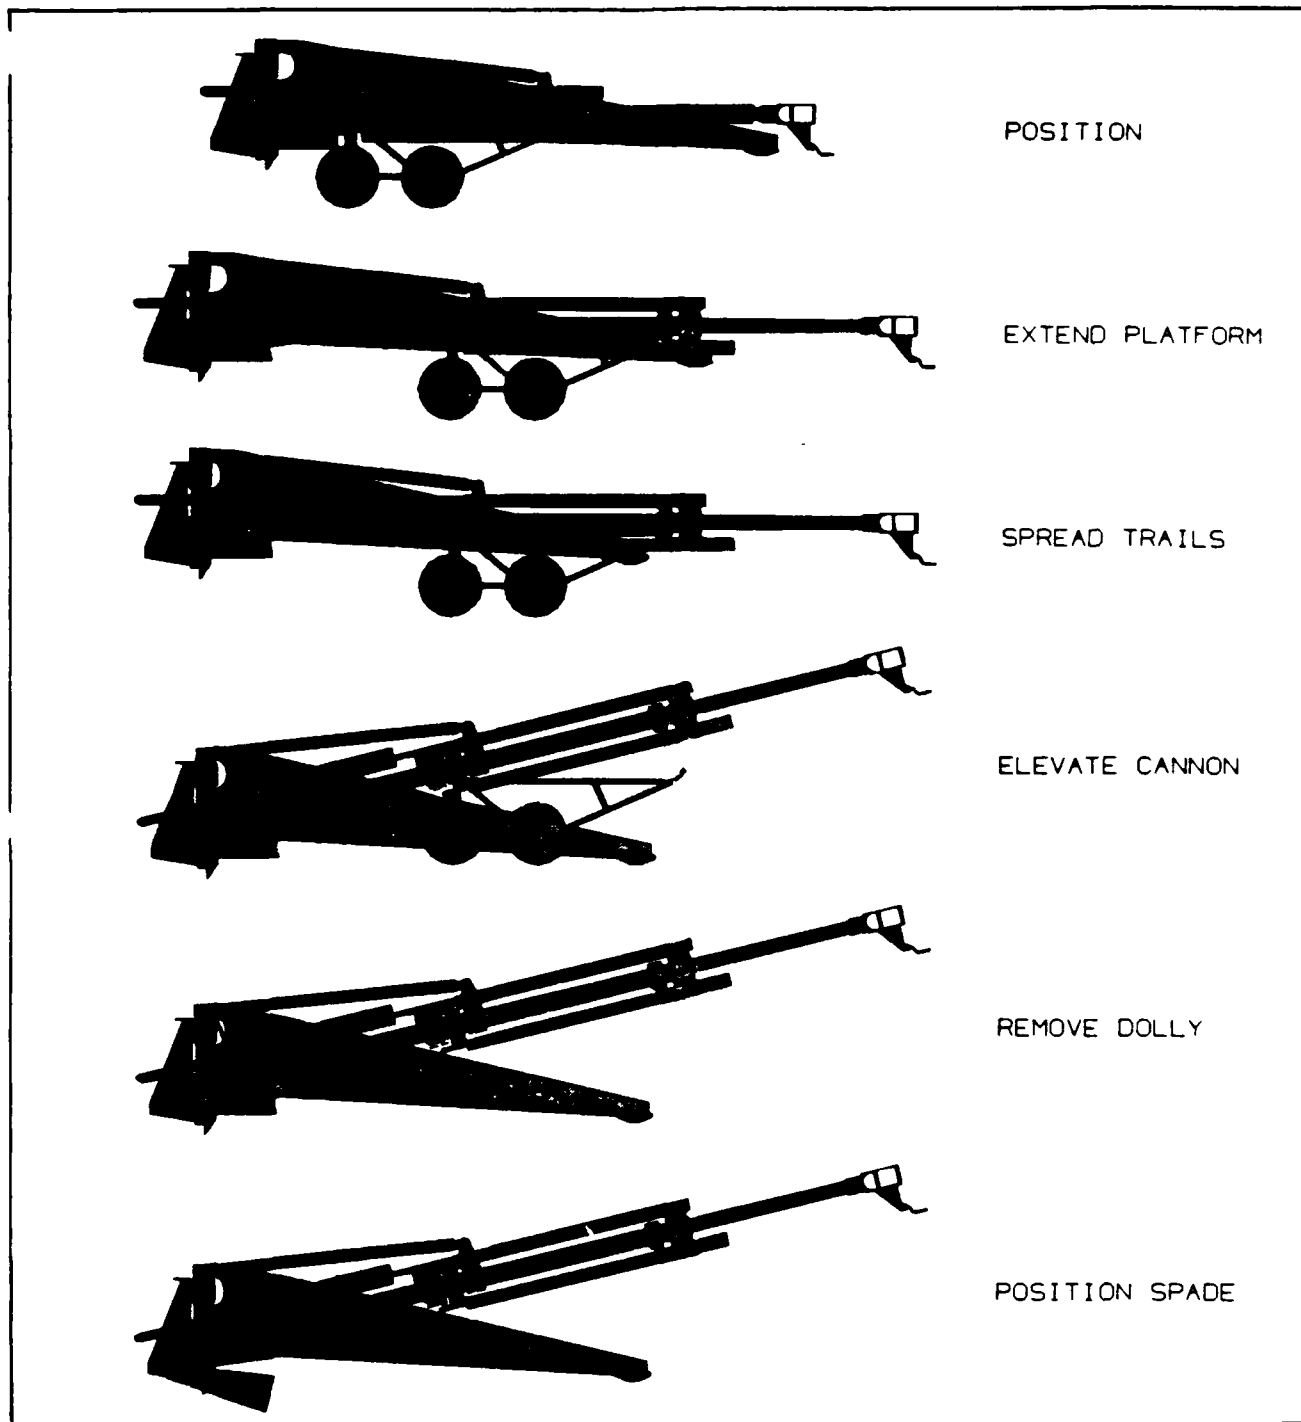 POSITION
EXTEND PLATFORM
SPREAD TRAILS
ELEVATE CANNON
REMOVE DOLLY
POSITION SPADE